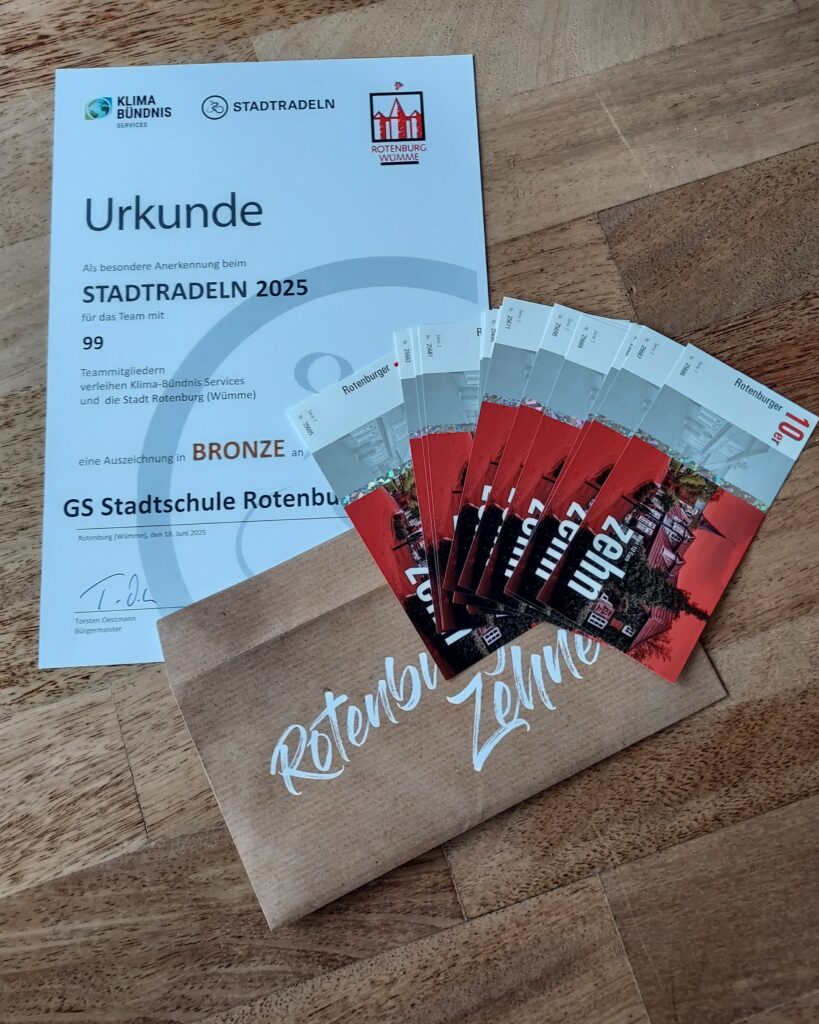 KLIMA
BÜNDNIS
SERVICES
STADTRADELN
ROTENBURG
WÜMME
Urkunde
Als besondere Anerkennung beim
STADTRADELN 2025
für das Team mit
99
Teammitgliedern
verleihen Klima-Bündnis Services
und die Stadt Rotenburg (Wümme)
eine Auszeichnung in BRONZE an
GS Stadtschule Rotenbu
Rotenburg (Wümme), den 18. Juni 2025
Torsten Oestmann
Bürgermeister
Rotenburger
Rotenburger
10er
zehn
zehn
zehn
Rotenbu
Zehne